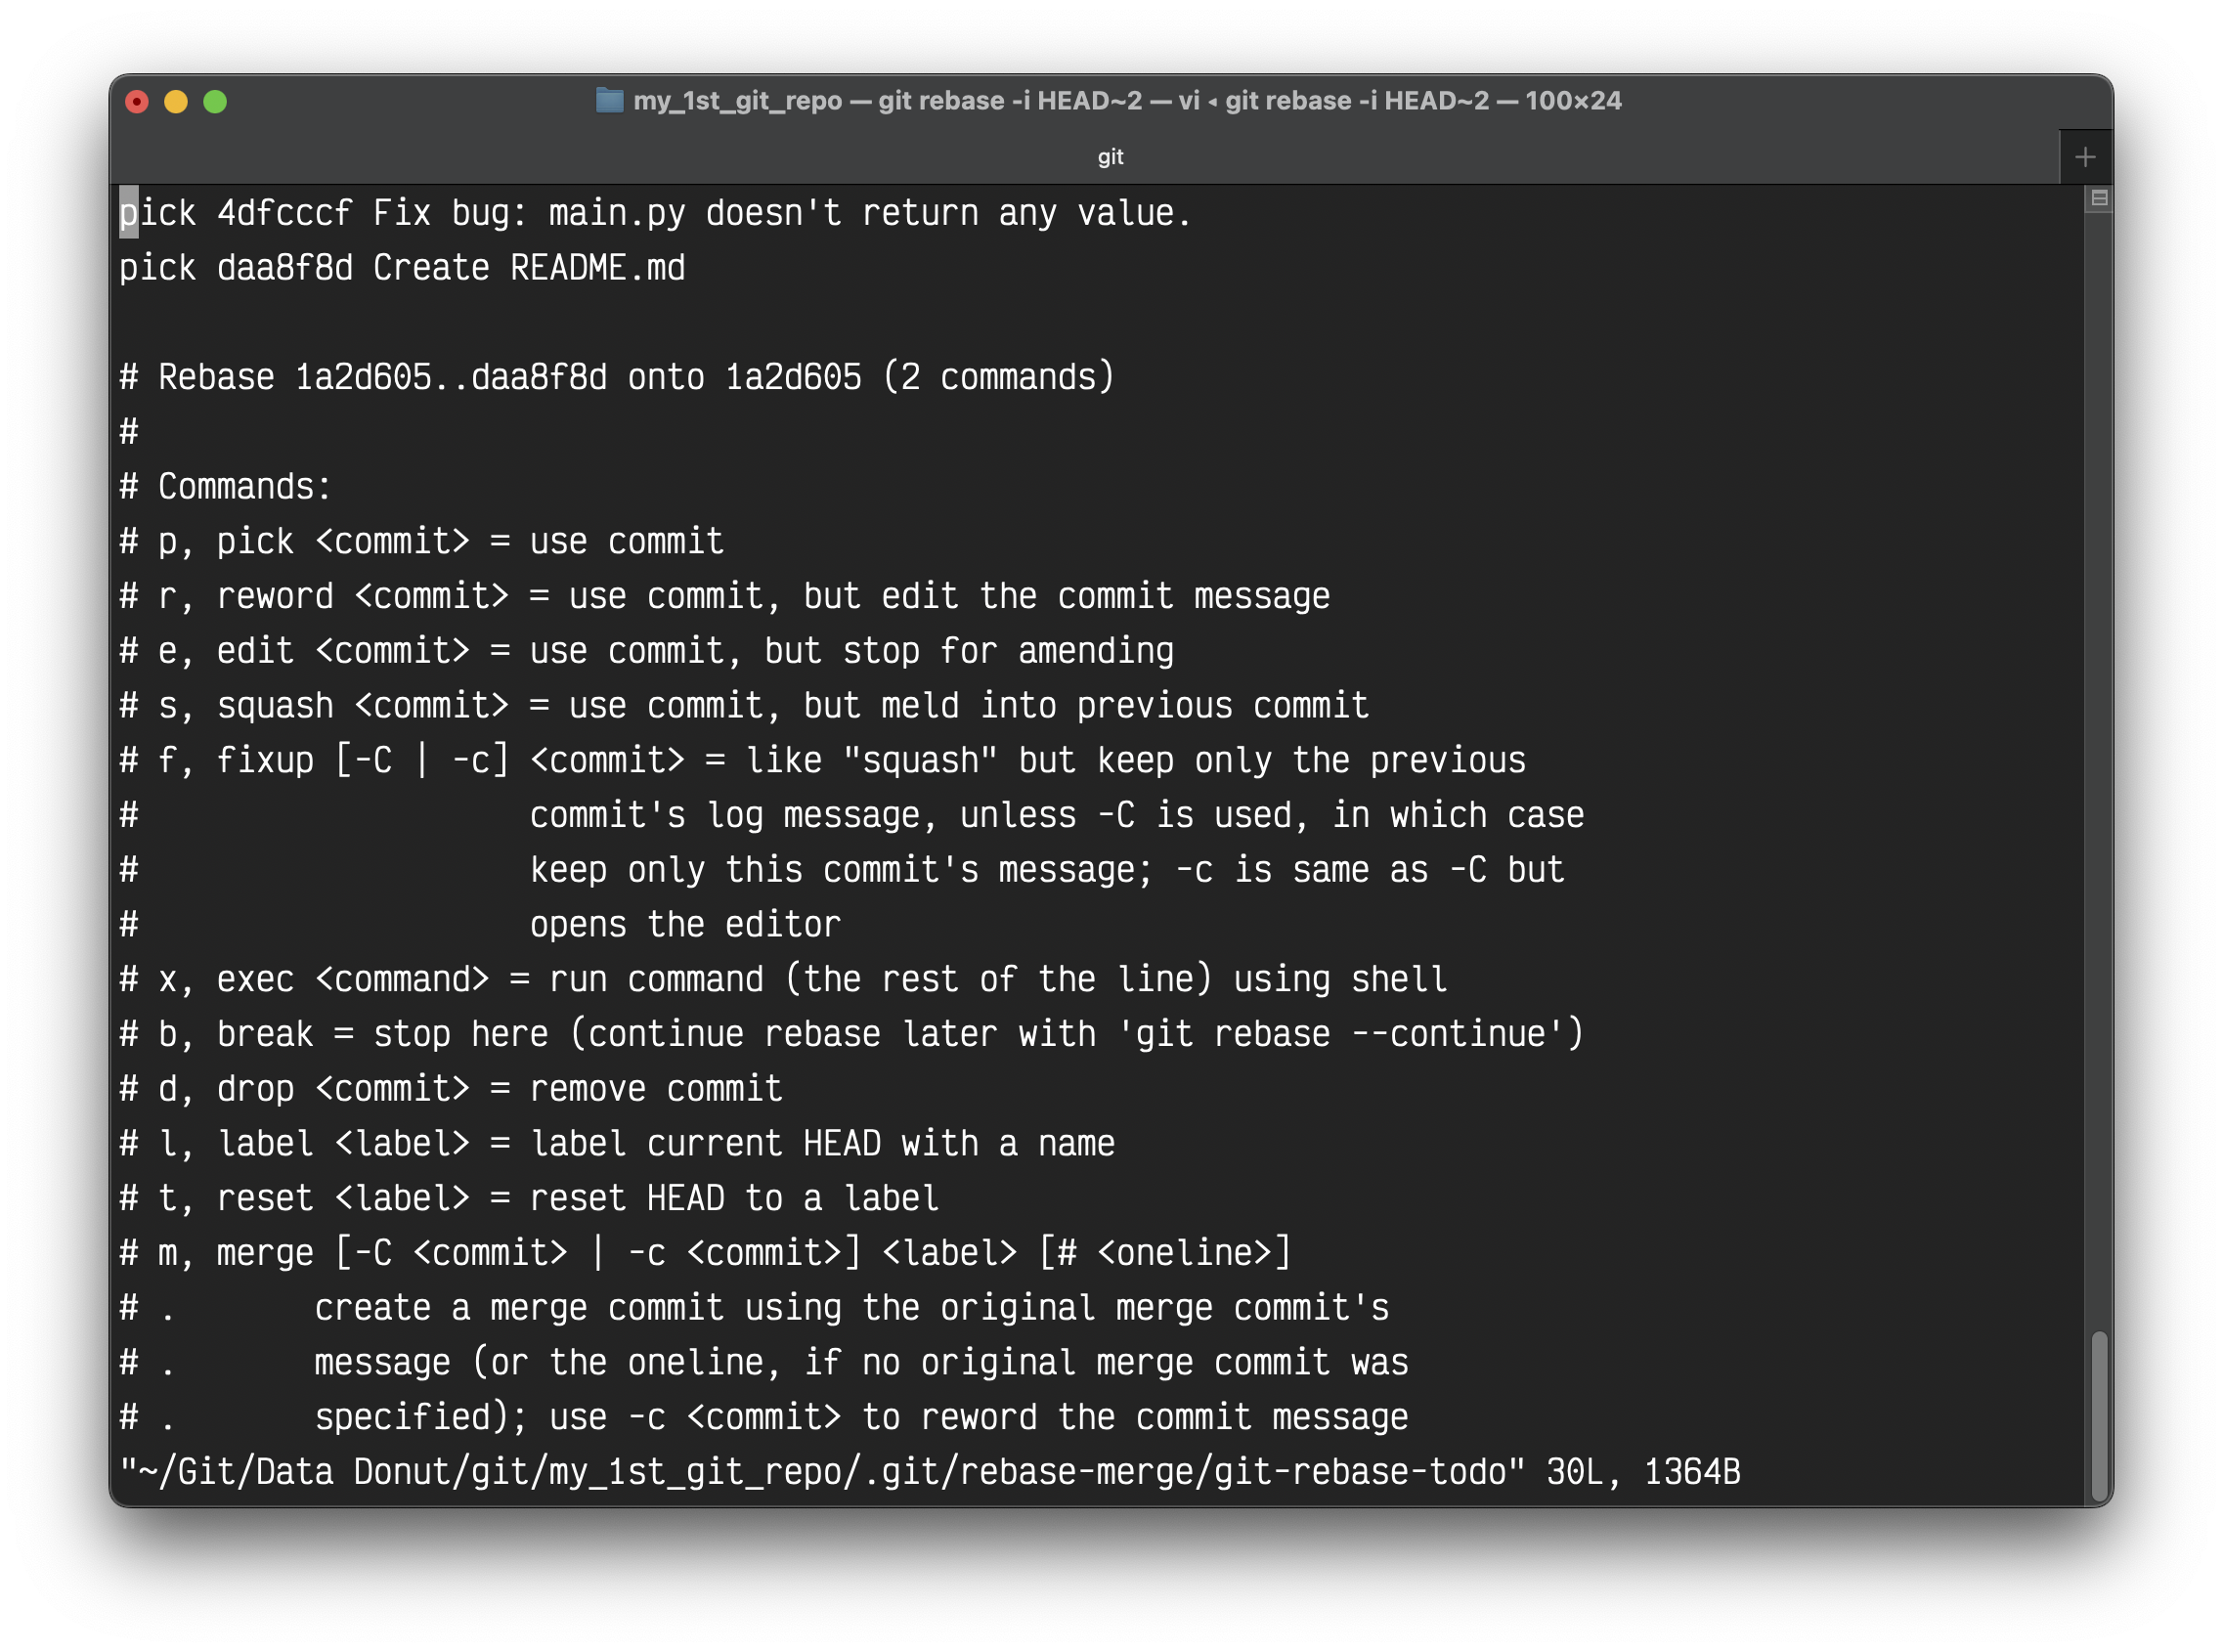 my_1st_git_repo — git rebase -i HEAD~2 — vi ◂ git rebase -i HEAD~2 — 100×24
git
pick 4dfcccf Fix bug: main.py doesn't return any value.
pick daa8f8d Create README.md

# Rebase 1a2d605..daa8f8d onto 1a2d605 (2 commands)
#
# Commands:
# p, pick <commit> = use commit
# r, reword <commit> = use commit, but edit the commit message
# e, edit <commit> = use commit, but stop for amending
# s, squash <commit> = use commit, but meld into previous commit
# f, fixup [-C | -c] <commit> = like "squash" but keep only the previous
#                    commit's log message, unless -C is used, in which case
#                    keep only this commit's message; -c is same as -C but
#                    opens the editor
# x, exec <command> = run command (the rest of the line) using shell
# b, break = stop here (continue rebase later with 'git rebase --continue')
# d, drop <commit> = remove commit
# l, label <label> = label current HEAD with a name
# t, reset <label> = reset HEAD to a label
# m, merge [-C <commit> | -c <commit>] <label> [# <oneline>]
# .       create a merge commit using the original merge commit's
# .       message (or the oneline, if no original merge commit was
# .       specified); use -c <commit> to reword the commit message
"~/Git/Data Donut/git/my_1st_git_repo/.git/rebase-merge/git-rebase-todo" 30L, 1364B